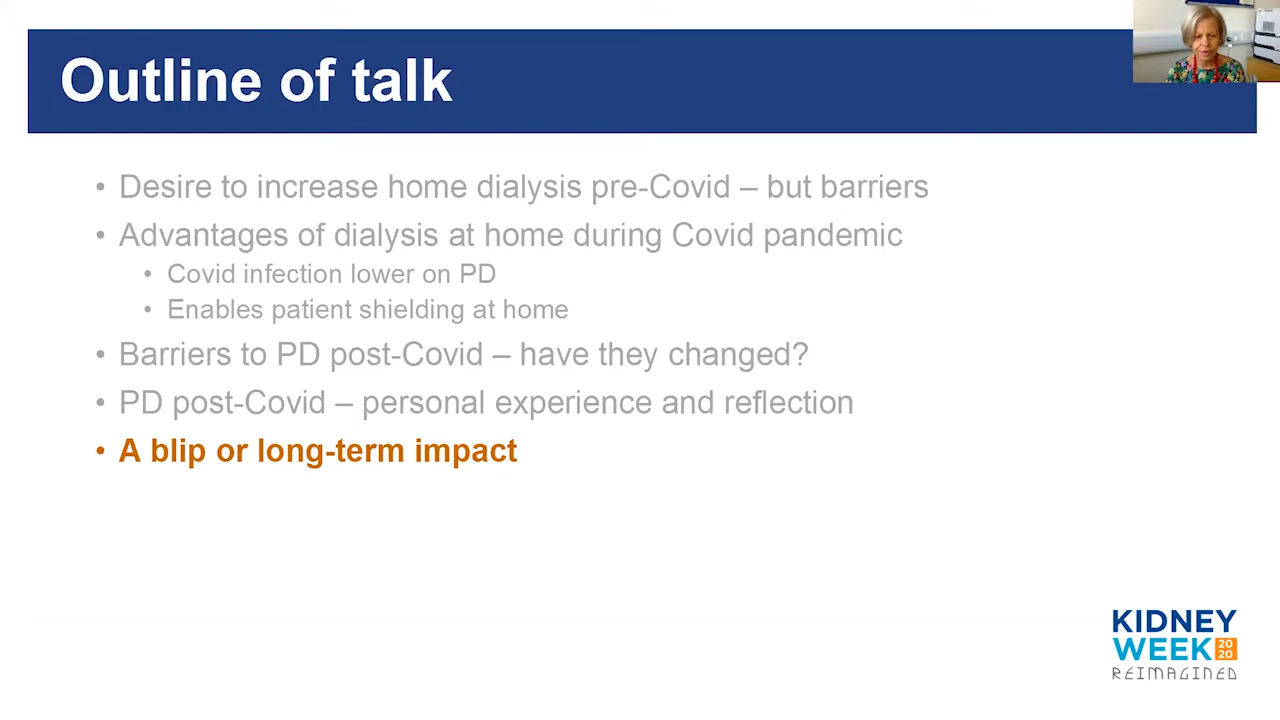 Outline of talk
• Desire to increase home dialysis pre-Covid – but barriers
• Advantages of dialysis at home during Covid pandemic
• Covid infection lower on PD
• Enables patient shielding at home
• Barriers to PD post-Covid – have they changed?
• PD post-Covid – personal experience and reflection
• A blip or long-term impact
KIDNEY
WEEK 2020
REIMAGINED